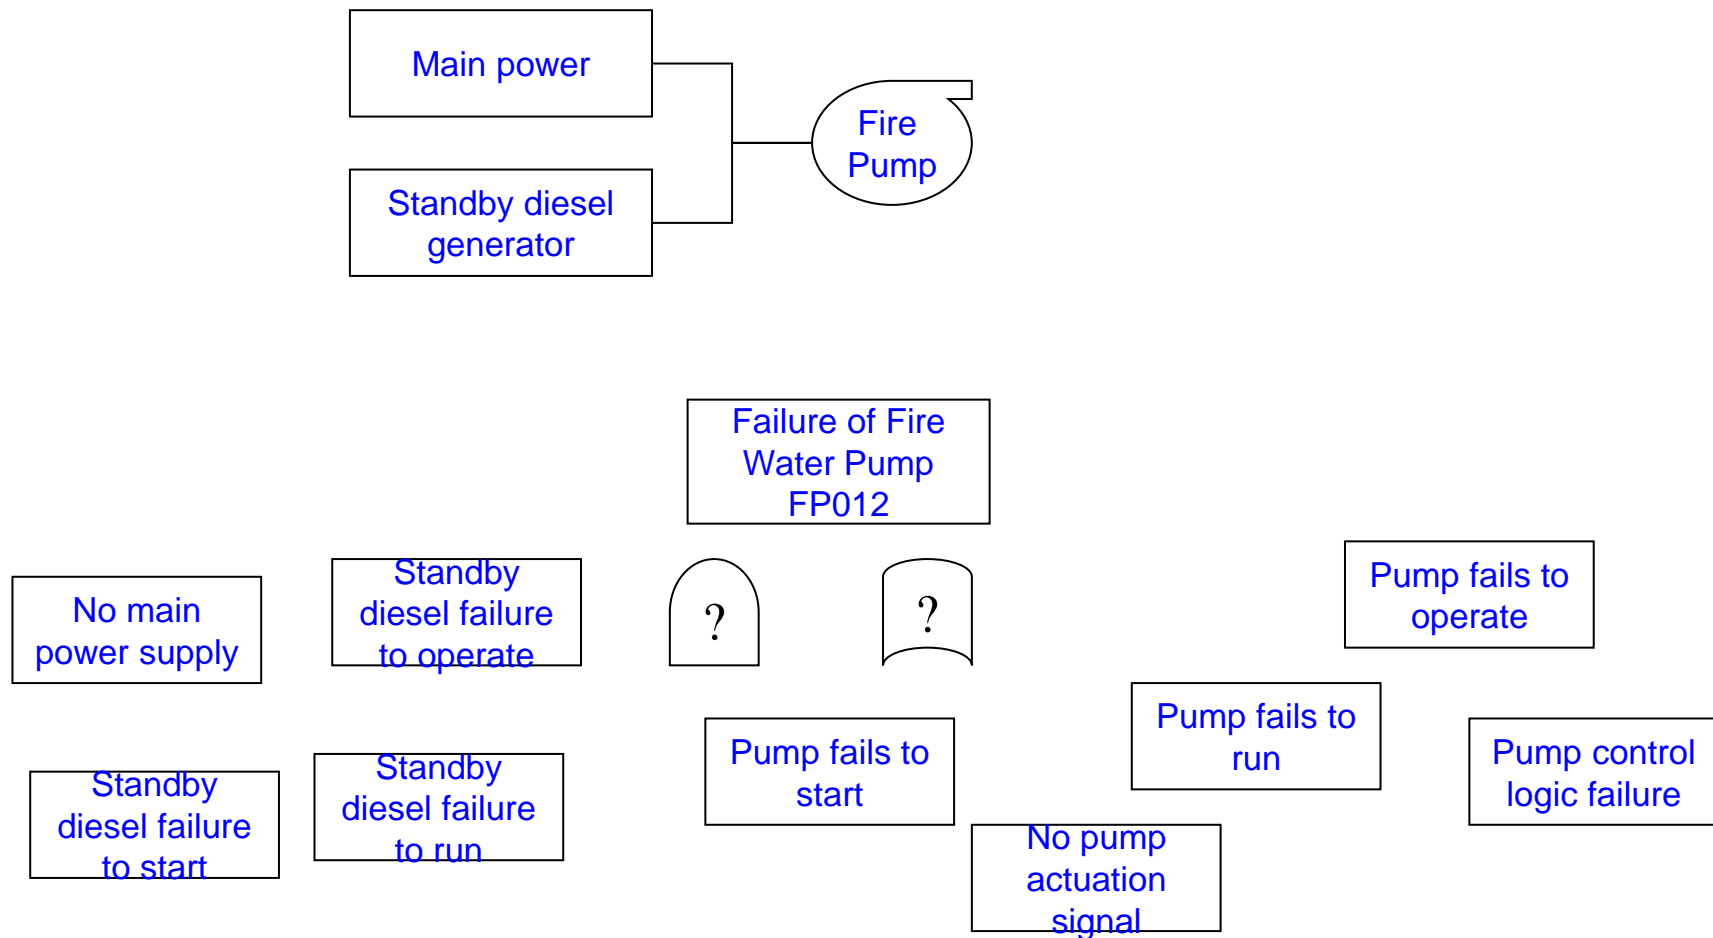 Main power
Fire
Pump
Standby diesel
generator
Failure of Fire
Water Pump
FP012
No main
power supply
Standby
diesel failure
to operate
?
?
Pump fails to
operate
Standby
diesel failure
to start
Standby
diesel failure
to run
Pump fails to
start
Pump fails to
run
Pump control
logic failure
No pump
actuation
signal